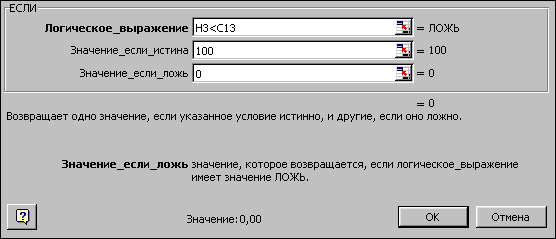 ЕСЛИ
Логическое_выражение H3<C13 = ЛОЖЬ
Значение_если_истина 100 = 100
Значение_если_ложь 0 = 0
= 0
Возвращает одно значение, если указанное условие истинно, и другие, если оно ложно.
Значение_если_ложь значение, которое возвращается, если логическое_выражение
имеет значение ЛОЖЬ.
? Значение:0,00 OK Отмена